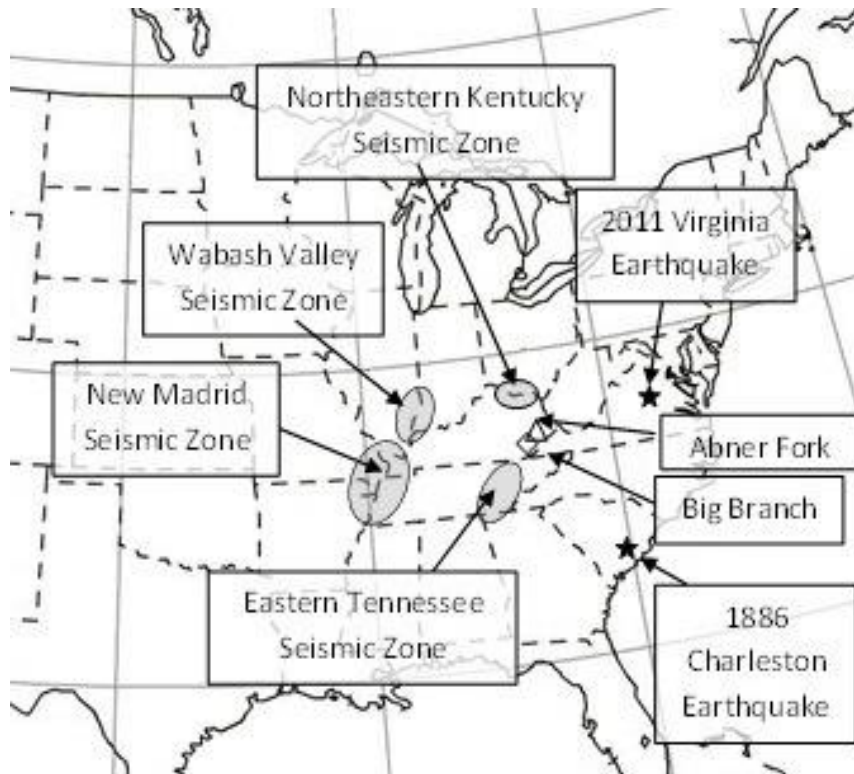 Northeastern Kentucky
Seismic Zone
2011 Virginia
Earthquake
Wabash Valley
Seismic Zone
New Madrid
Seismic Zone
Abner Fork
Big Branch
Eastern Tennessee
Seismic Zone
1886
Charleston
Earthquake